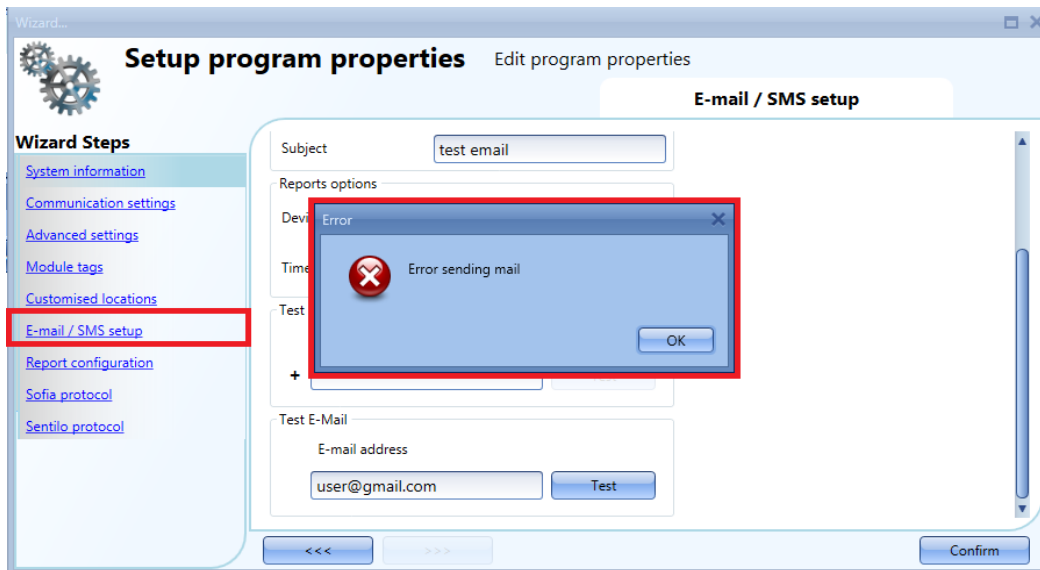 Wizard...
Setup program properties Edit program properties
E-mail / SMS setup
Wizard Steps
System information
Communication settings
Advanced settings
Module tags
Customised locations
E-mail / SMS setup
Report configuration
Sofia protocol
Sentilo protocol
Subject test email
Reports options
Devi
Time
Error
Error sending mail
OK
Test
+
Test E-Mail
E-mail address
user@gmail.com Test
<<< >>> Confirm